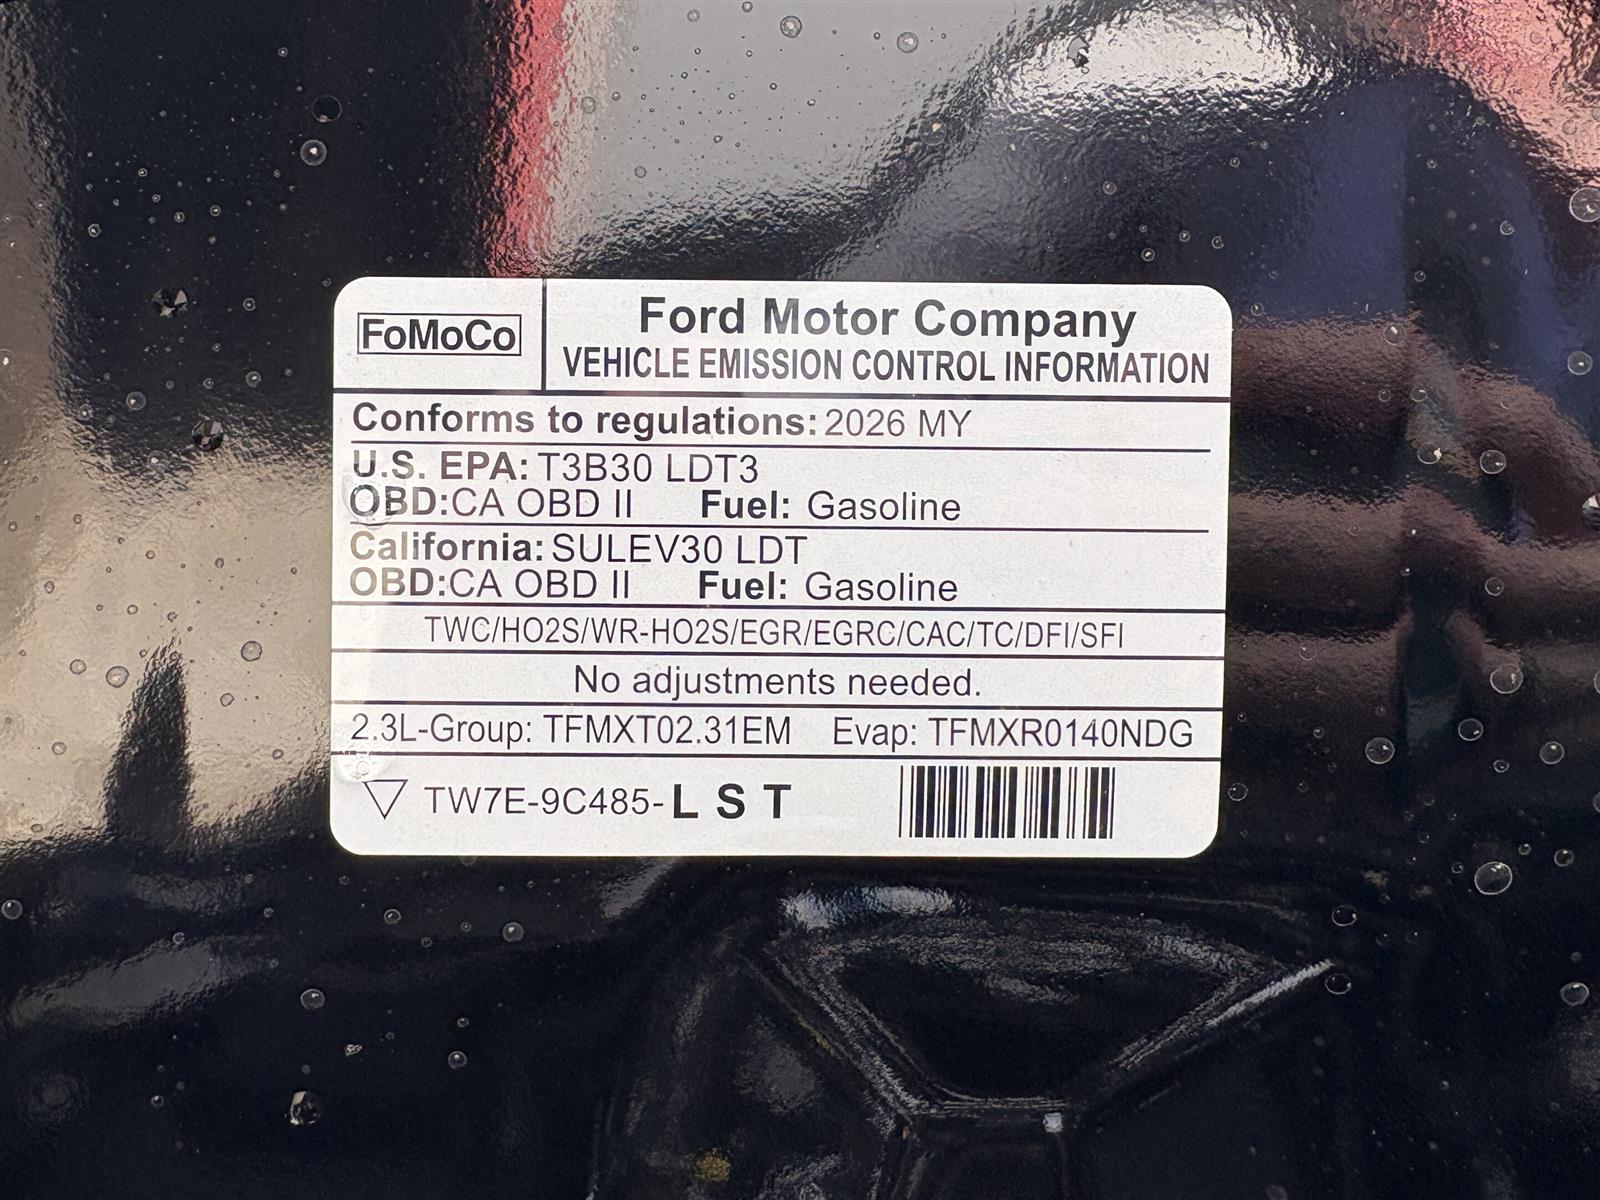 FoMoCo
Ford Motor Company
VEHICLE EMISSION CONTROL INFORMATION
Conforms to regulations: 2026 MY
U.S. EPA: T3B30 LDT3
OBD:CA OBD II Fuel: Gasoline
California: SULEV30 LDT
OBD:CA OBD II Fuel: Gasoline
TWC/HO2S/WR-HO2S/EGR/EGRC/CAC/TC/DFI/SFI
No adjustments needed.
2.3L-Group: TFMXT02.31EM Evap: TFMXR0140NDG
TW7E-9C485-L S T